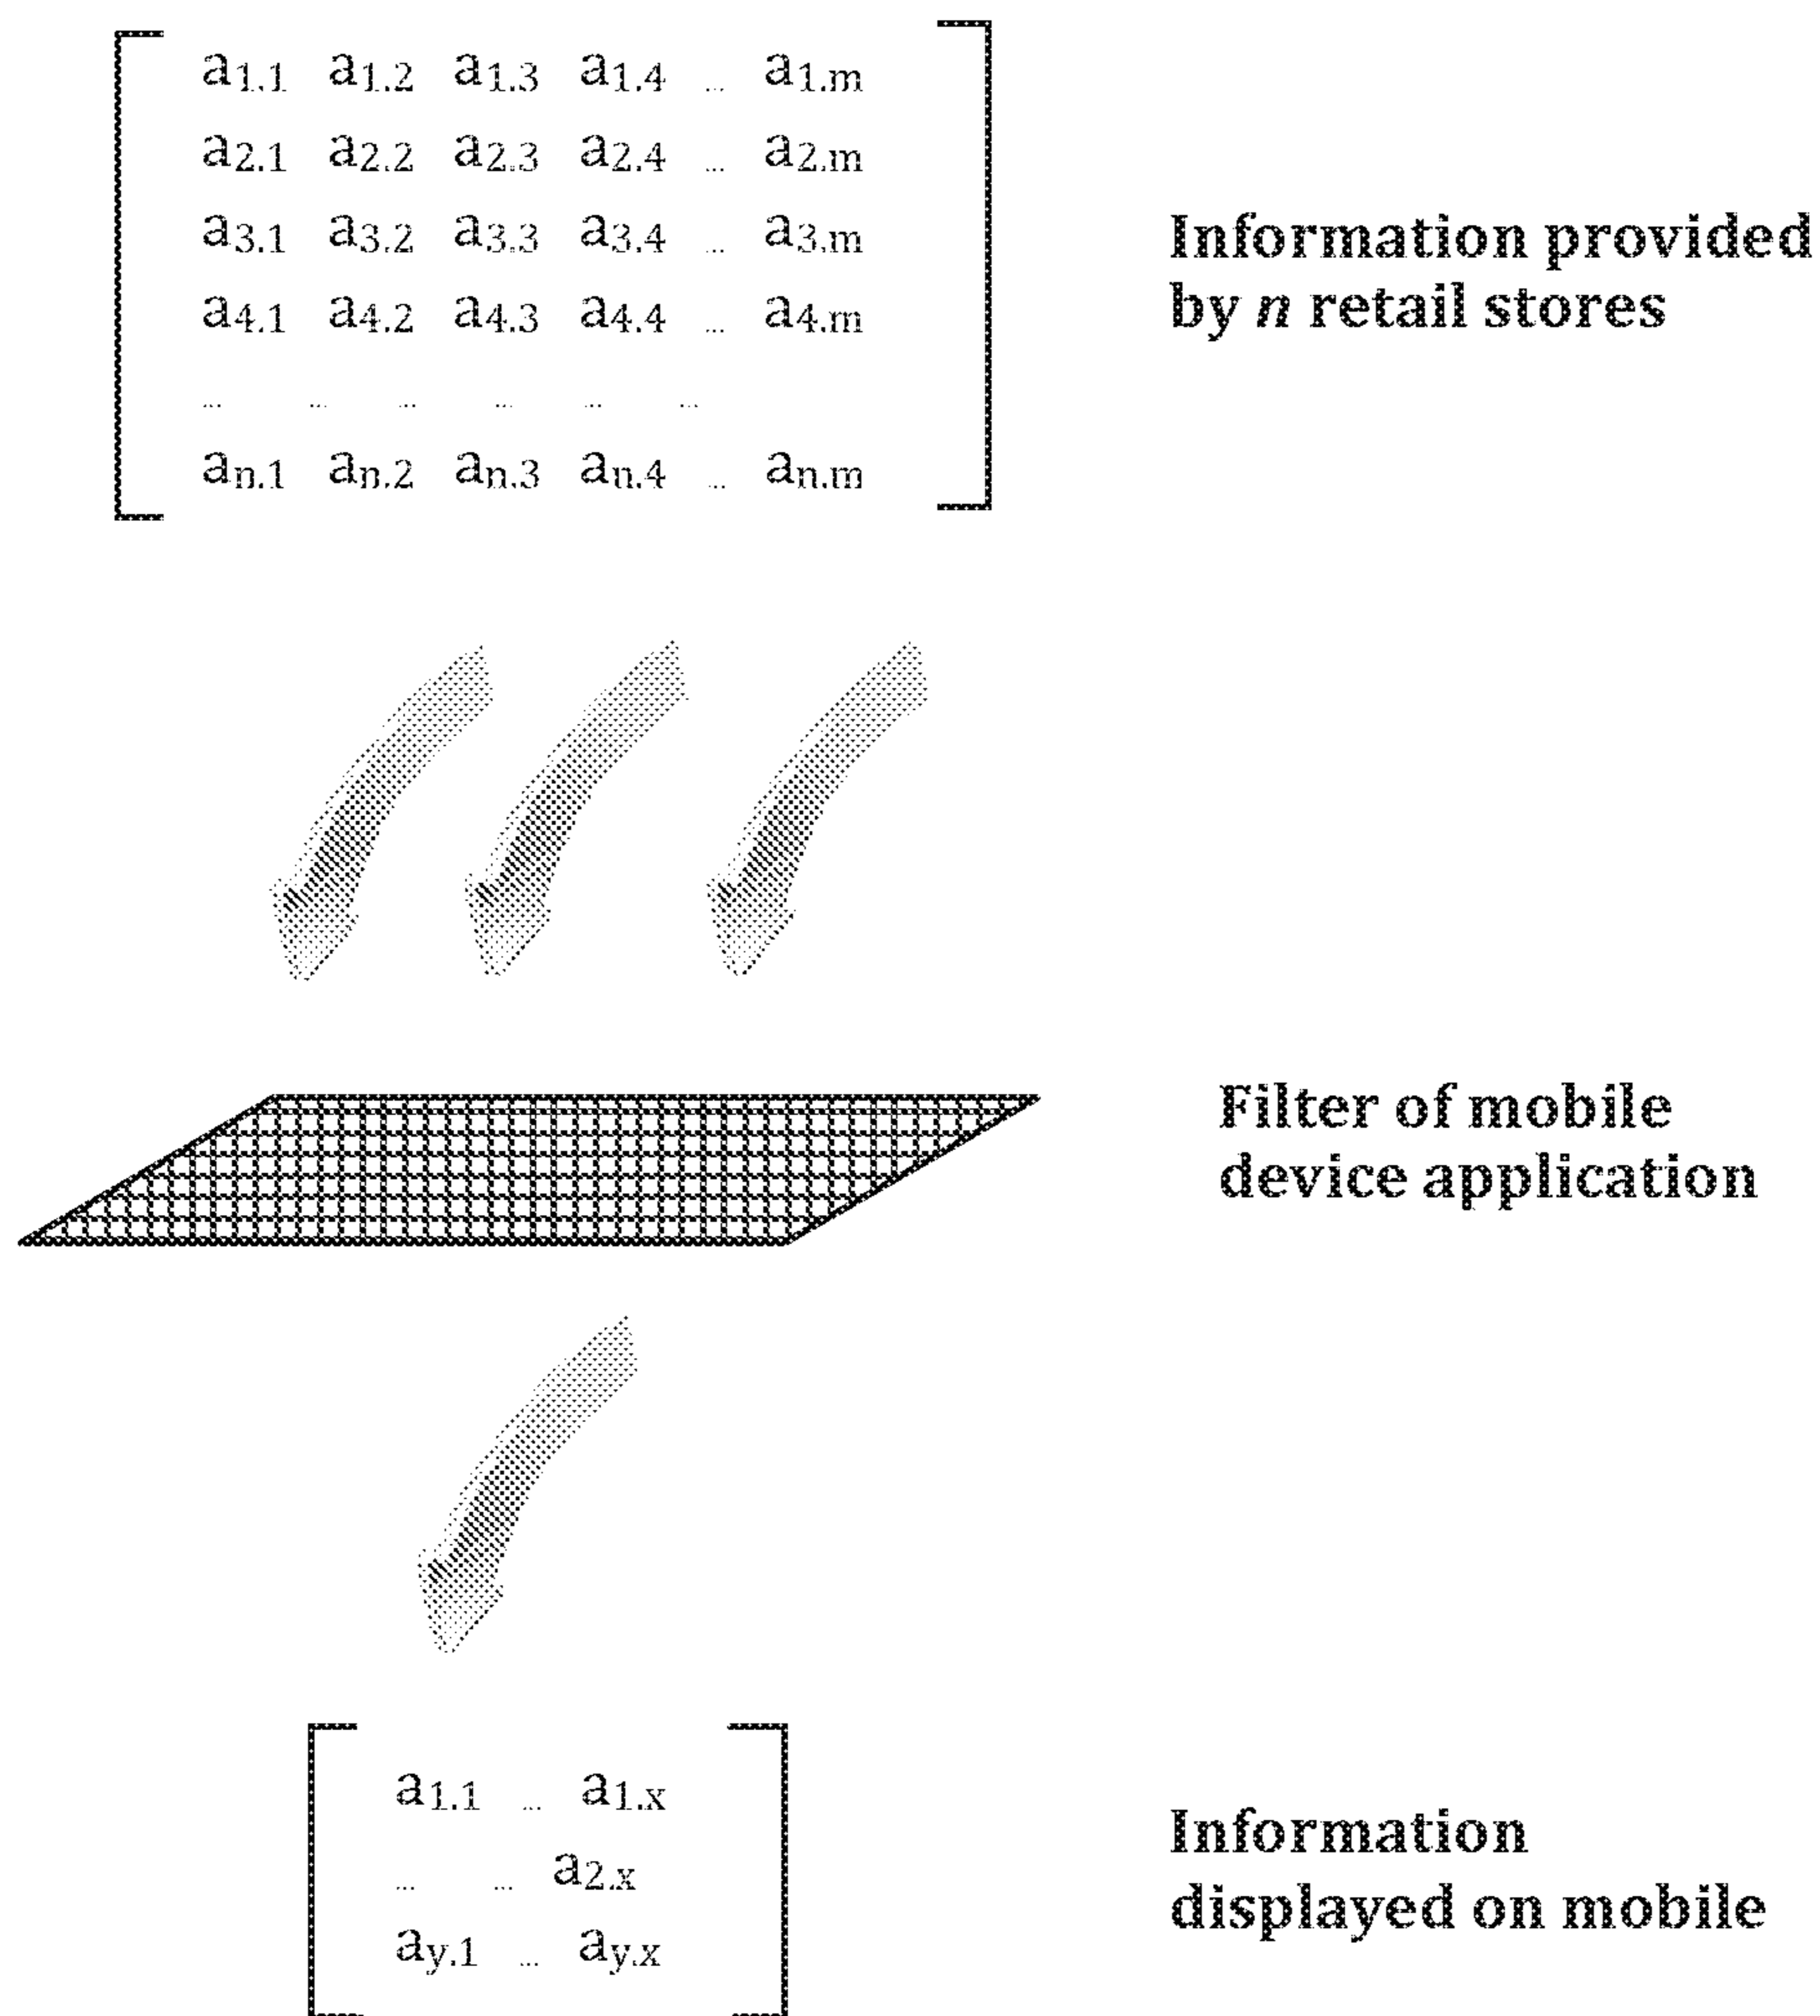 a1.1 a1.2 a1.3 a1.4 ... a1.m
a2.1 a2.2 a2.3 a2.4 ... a2.m
a3.1 a3.2 a3.3 a3.4 ... a3.m
a4.1 a4.2 a4.3 a4.4 ... a4.m
... ... ... ... ... ...
an.1 an.2 an.3 an.4 ... an.m
Information provided
by n retail stores
Filter of mobile
device application
a1.1 ... a1.x
... ... a2.x
ay.1 ... ay.x
Information
displayed on mobile